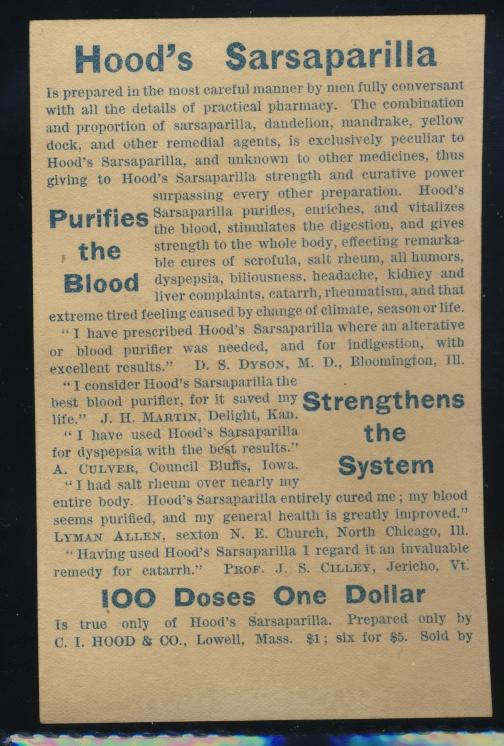 Hood's Sarsaparilla
Is prepared in the most careful manner by men fully conversant
with all the details of practical pharmacy. The combination
and proportion of sarsaparilla, dandelion, mandrake, yellow
dock, and other remedial agents, is exclusively peculiar to
Hood's Sarsaparilla, and unknown to other medicines, thus
giving to Hood's Sarsaparilla strength and curative power
surpassing every other preparation. Hood's
Sarsaparilla purifies, enriches, and vitalizes
the blood, stimulates the digestion, and gives
strength to the whole body, effecting remarka-
ble cures of scrofula, salt rheum, all humors,
dyspepsia, biliousness, headache, kidney and
liver complaints, catarrh, rheumatism, and that
Purifies
the
Blood
extreme tired feeling caused by change of climate, season or life.
"I have prescribed Hood's Sarsaparilla where an alterative
or blood purifier was needed, and for indigestion, with
excellent results." D. S. DYSON, M. D., Bloomington, Ill.
"I consider Hood's Sarsaparilla the
best blood purifier, for it saved my
life." J. H. MARTIN, Delight, Kan.
"I have used Hood's Sarsaparilla
for dyspepsia with the best results."
A. CULVER, Council Bluffs, Iowa.
"I had salt rheum over nearly my
Strengthens
the
System
entire body. Hood's Sarsaparilla entirely cured me; my blood
seems purified, and my general health is greatly improved."
LYMAN ALLEN, sexton N. E. Church, North Chicago, Ill.
"Having used Hood's Sarsaparilla I regard it an invaluable
remedy for catarrh." PROF. J. S. CILLEY, Jericho, Vt.
100 Doses One Dollar
Is true only of Hood's Sarsaparilla. Prepared only by
C. I. HOOD & CO., Lowell, Mass. $1; six for $5. Sold by